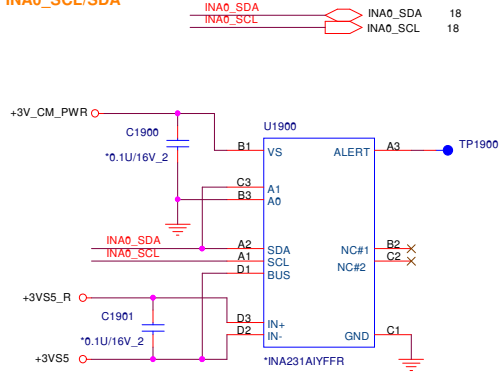 INA0_SCL/SDA
INA0_SDA INA0_SDA 18
INA0_SCL INA0_SCL 18
+3V_CM_PWR
C1900
*0.1U/16V_2
U1900
B1 VS ALERT A3 TP1900
C3 A1
B3 A0
INA0_SDA A2 SDA NC#1 B2
INA0_SCL A1 SCL NC#2 C2
D1 BUS
+3VS5_R
C1901
*0.1U/16V_2
D3 IN+
D2 IN- GND C1
+3VS5
*INA231AIYFFR